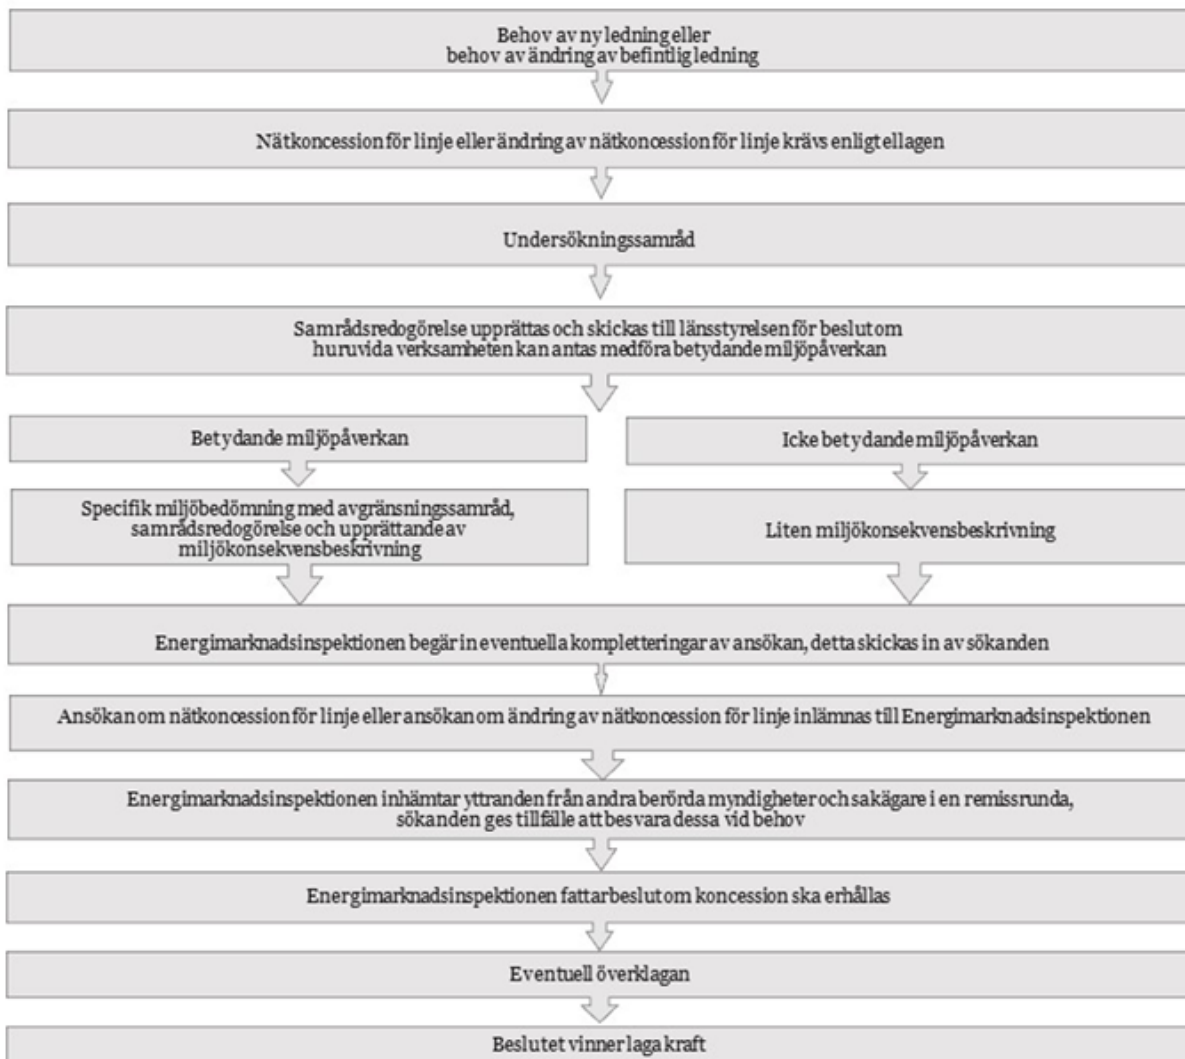 Behov av ny ledning eller
behov av ändring av befintlig ledning
Nätkoncession för linje eller ändring av nätkoncession för linje krävs enligt ellagen
Undersökningssamråd
Samrådsredogörelse upprättas och skickas till länsstyrelsen för beslut om
huruvida verksamheten kan antas medföra betydande miljöpåverkan
Betydande miljöpåverkan
Icke betydande miljöpåverkan
Specifik miljöbedömning med avgränsningssamråd,
samrådsredogörelse och upprättande av
miljökonsekvensbeskrivning
Liten miljökonsekvensbeskrivning
Energimarknadsinspektionen begär in eventuella kompletteringar av ansökan, detta skickas in av sökanden
Ansökan om nätkoncession för linje eller ansökan om ändring av nätkoncession för linje inlämnas till Energimarknadsinspektionen
Energimarknadsinspektionen inhämtar yttranden från andra berörda myndigheter och sakägare i en remissrunda,
sökanden ges tillfälle att besvara dessa vid behov
Energimarknadsinspektionen fattar beslut om koncession ska erhållas
Eventuell överklagan
Beslutet vinner laga kraft